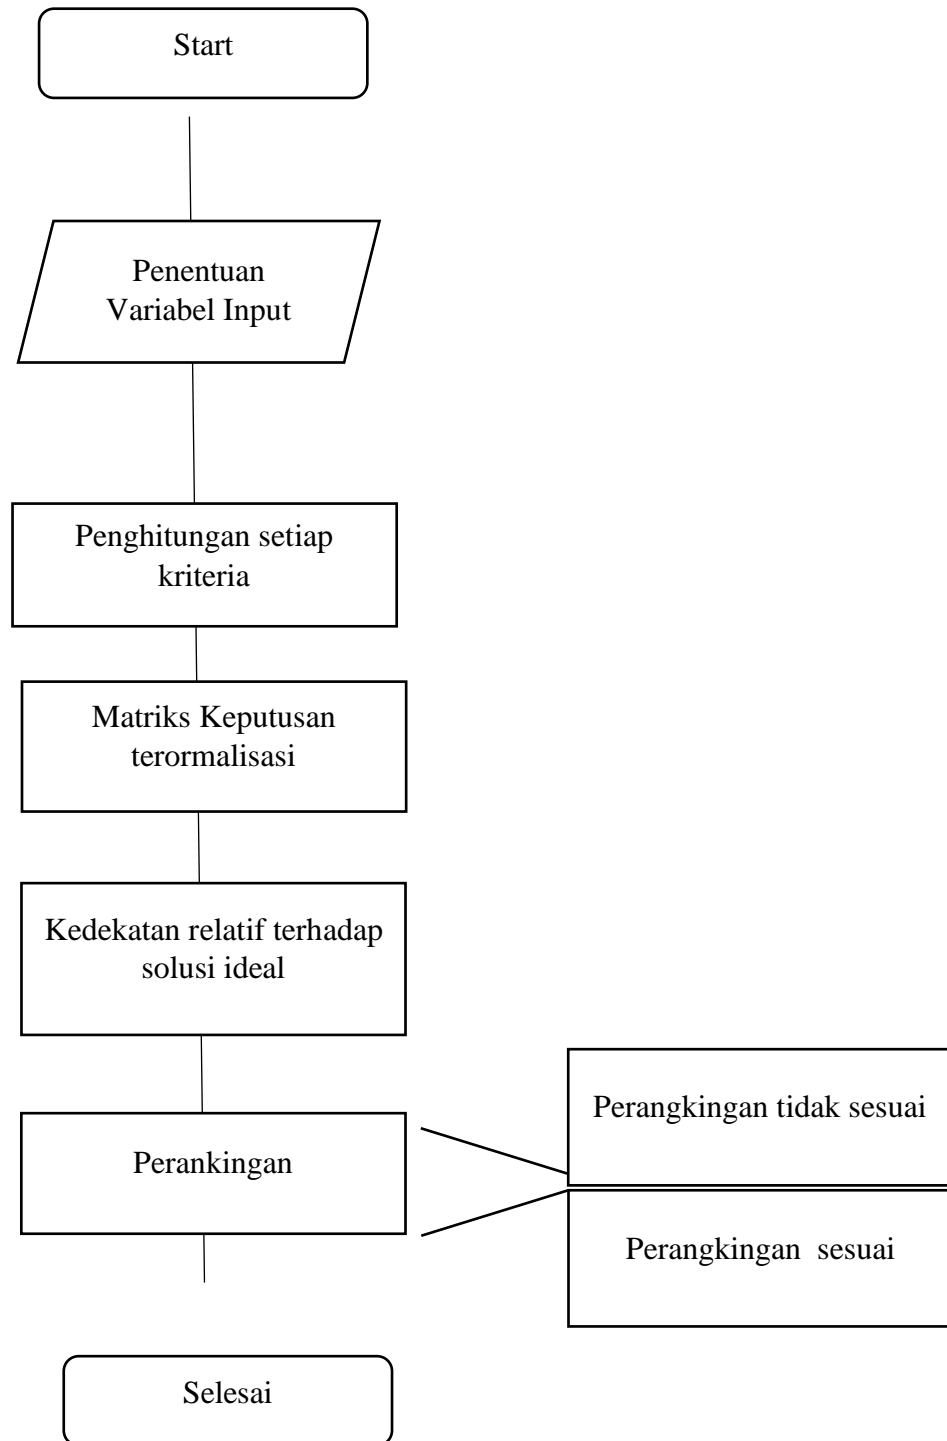 Start
Penentuan
Variabel Input
Penghitungan setiap
kriteria
Matriks Keputusan
terormalisasi
Kedekatan relatif terhadap
solusi ideal
Perankingan
Perangkingan tidak sesuai
Perangkingan  sesuai
Selesai